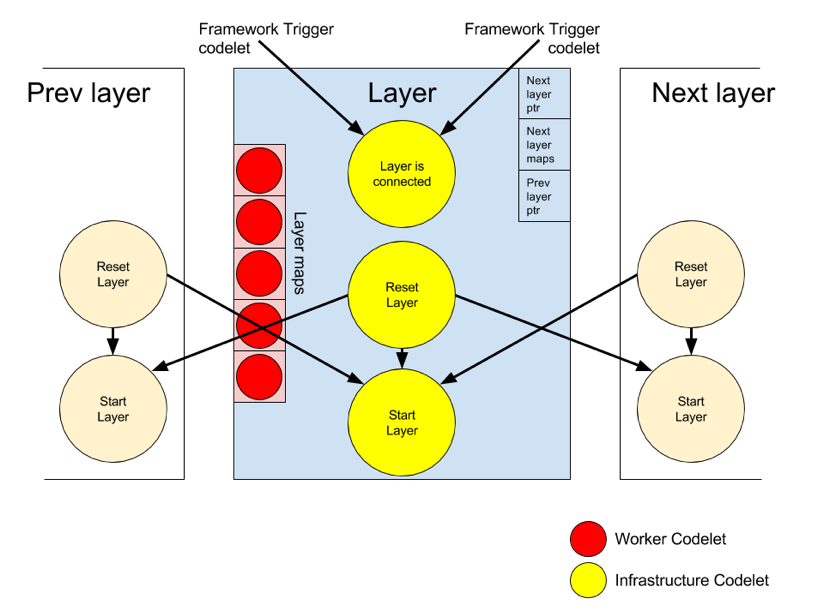 Framework Trigger
codelet
Framework Trigger
codelet
Prev layer
Layer
Next layer
Next
layer
ptr
Next
layer
maps
Prev
layer
ptr
Layer is
connected
Layer maps
Reset
Layer
Reset
Layer
Reset
Layer
Start
Layer
Start
Layer
Start
Layer
Worker Codelet
Infrastructure Codelet